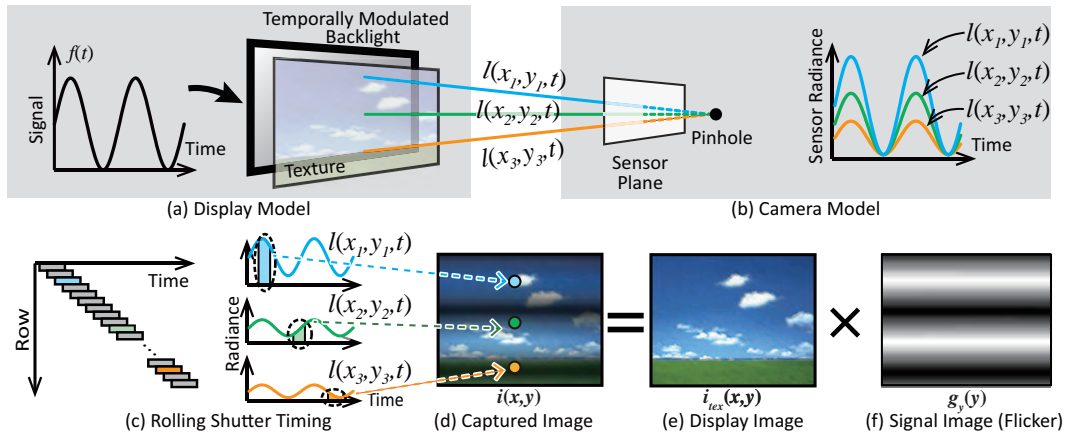 Temporally Modulated
Backlight
f(t)
Signal
Time
Texture
l(x1,y1,t)
l(x2,y2,t)
l(x3,y3,t)
Sensor
Plane
Pinhole
Sensor Radiance
Time
l(x1,y1,t)
l(x2,y2,t)
l(x3,y3,t)
(a) Display Model
(b) Camera Model
Row
Time
Radiance
l(x1,y1,t)
l(x2,y2,t)
l(x3,y3,t)
Time
=
×
i(x,y)
itex(x,y)
gy(y)
(c) Rolling Shutter Timing
(d) Captured Image
(e) Display Image
(f) Signal Image (Flicker)